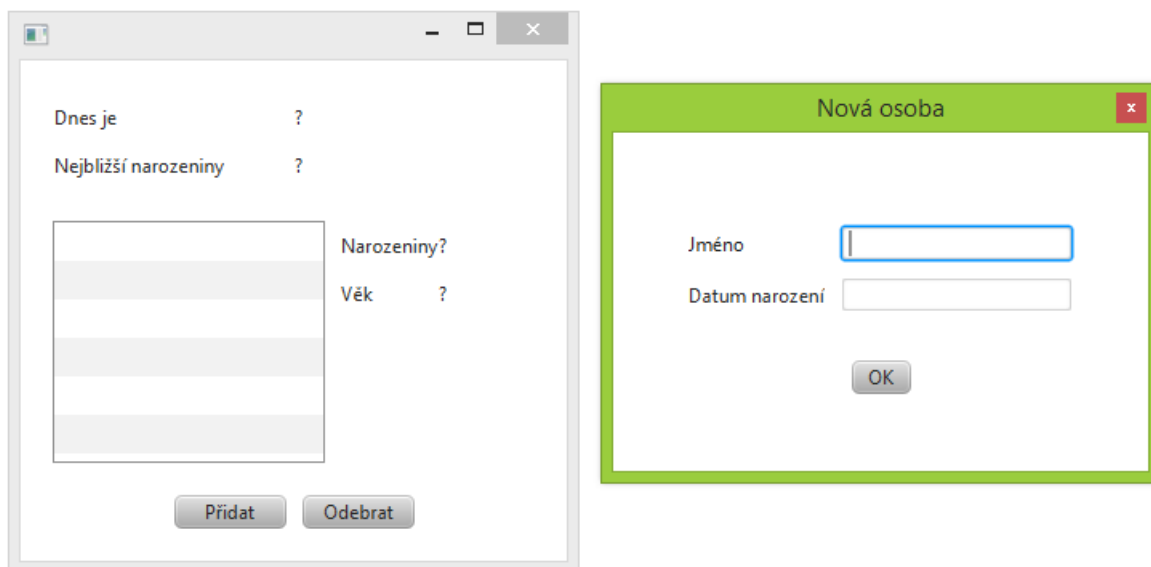 Dnes je ?
Nejbližší narozeniny ?
Narozeniny?
Věk ?
Přidat Odebrat
Nová osoba
Jméno
Datum narození
OK